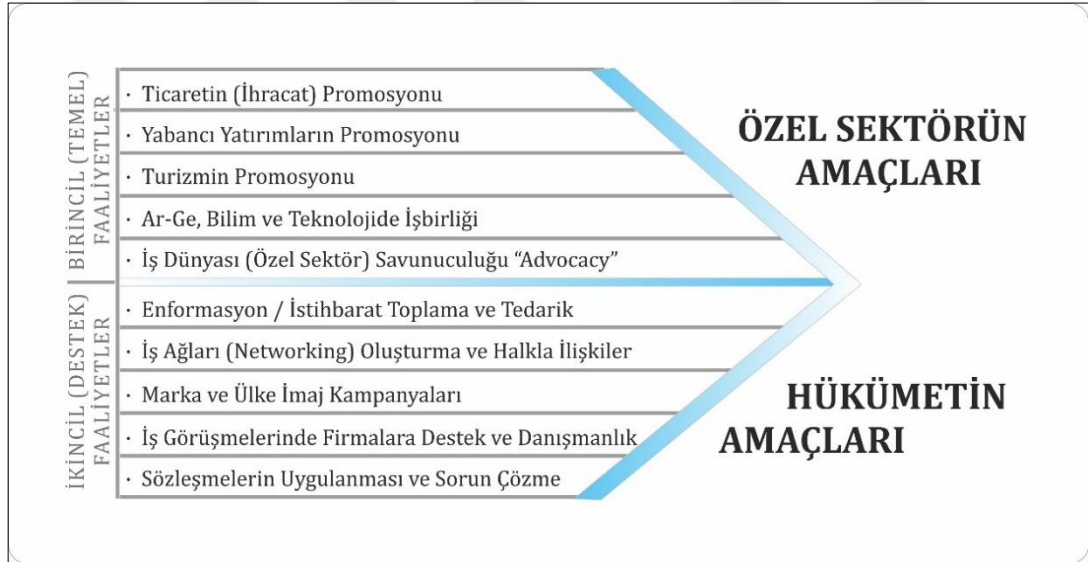 BİRİNCİL (TEMEL)
FAALİYETLER
· Ticaretin (İhracat) Promosyonu
· Yabancı Yatırımların Promosyonu
· Turizmin Promosyonu
· Ar-Ge, Bilim ve Teknolojide İşbirliği
· İş Dünyası (Özel Sektör) Savunuculuğu “Advocacy”
İKİNCİL (DESTEK)
FAALİYETLER
· Enformasyon / İstihbarat Toplama ve Tedarik
· İş Ağları (Networking) Oluşturma ve Halkla İlişkiler
· Marka ve Ülke İmaj Kampanyaları
· İş Görüşmelerinde Firmalara Destek ve Danışmanlık
· Sözleşmelerin Uygulanması ve Sorun Çözme
ÖZEL SEKTÖRÜN
AMAÇLARI
HÜKÜMETİN
AMAÇLARI